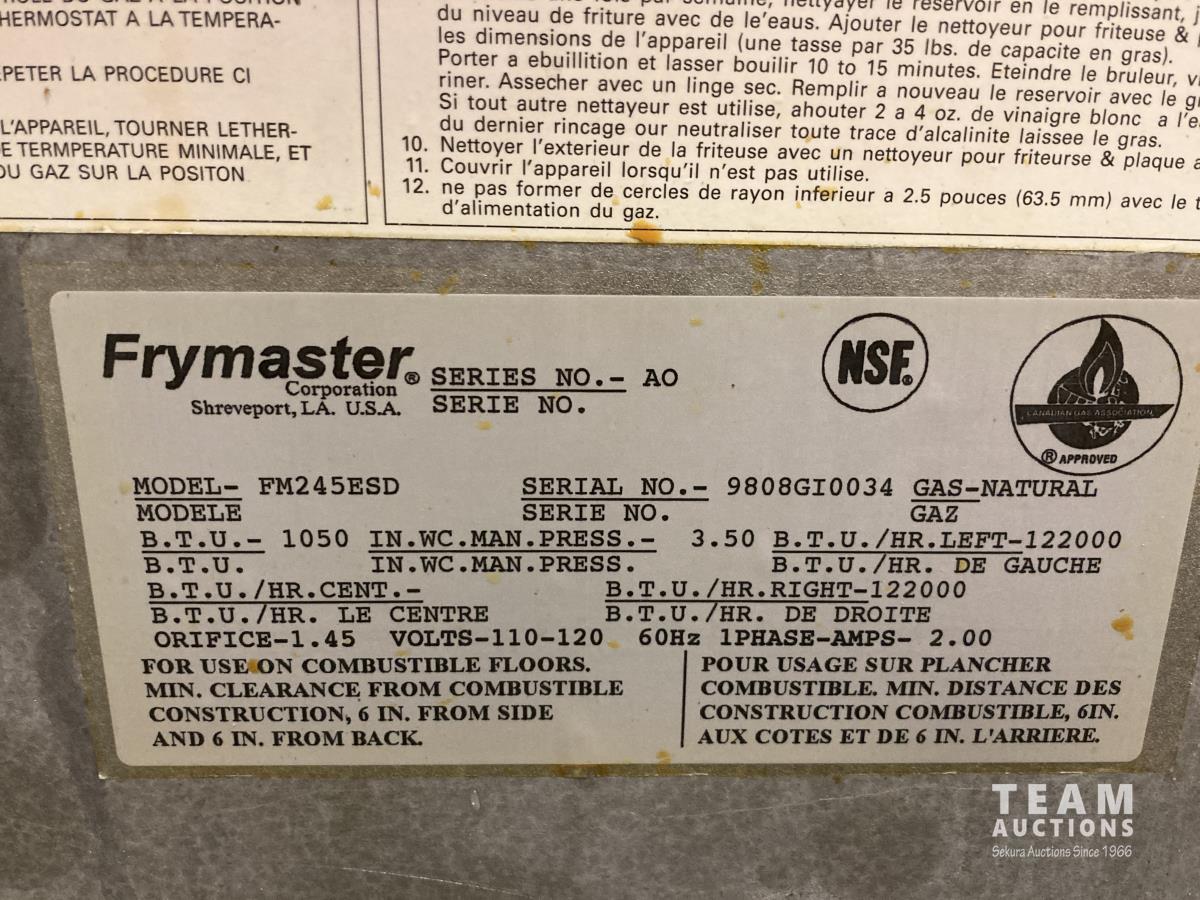 HERMOSTAT A LA TEMPERA-
EPETER LA PROCEDURE CI
L'APPAREIL, TOURNER LETHER-
E TERMPERATURE MINIMALE, ET
DU GAZ SUR LA POSITON
une fois par semaine, nettyayer le reservoir en le remplissant,
du niveau de friture avec de le'eaus. Ajouter le nettoyeur pour friteuse &
les dimensions de l'appareil (une tasse par 35 lbs. de capacite en gras).
Porter a ebuillition et lasser bouilir 10 to 15 minutes. Eteindre le bruleur,
riner. Assecher avec un linge sec. Remplir a nouveau le reservoir avec le
Si tout autre nettayeur est utilise, ahouter 2 a 4 oz. de vinaigre blonc a
du dernier rincage our neutraliser toute trace d'alcalinite laissee le gras.
10. Nettoyer l'exterieur de la friteuse avec un nettoyeur pour friteurse & plaque
11. Couvrir l'appareil lorsqu'il n'est pas utilise.
12. ne pas former de cercles de rayon inferieur a 2.5 pouces (63.5 mm) avec le
d'alimentation du gaz.
Frymaster®
Corporation
Shreveport, LA. U.S.A.
SERIES NO.- AO
SERIE NO.
NSF®
CANADIAN GAS ASSOCIATION
® APPROVED
MODEL- FM245ESD SERIAL NO.- 9808GI0034 GAS-NATURAL
MODELE SERIE NO. GAZ
B.T.U.- 1050 IN.WC.MAN.PRESS.- 3.50 B.T.U./HR.LEFT-122000
B.T.U. IN.WC.MAN.PRESS. B.T.U./HR. DE GAUCHE
B.T.U./HR.CENT.- B.T.U./HR.RIGHT-122000
B.T.U./HR. LE CENTRE B.T.U./HR. DE DROITE
ORIFICE-1.45 VOLTS-110-120 60Hz 1PHASE-AMPS- 2.00
FOR USE ON COMBUSTIBLE FLOORS.
MIN. CLEARANCE FROM COMBUSTIBLE
CONSTRUCTION, 6 IN. FROM SIDE
AND 6 IN. FROM BACK.
POUR USAGE SUR PLANCHER
COMBUSTIBLE. MIN. DISTANCE DES
CONSTRUCTION COMBUSTIBLE, 6IN.
AUX COTES ET DE 6 IN. L'ARRIERE.
TEAM
AUCTIONS
Sekura Auctions Since 1966